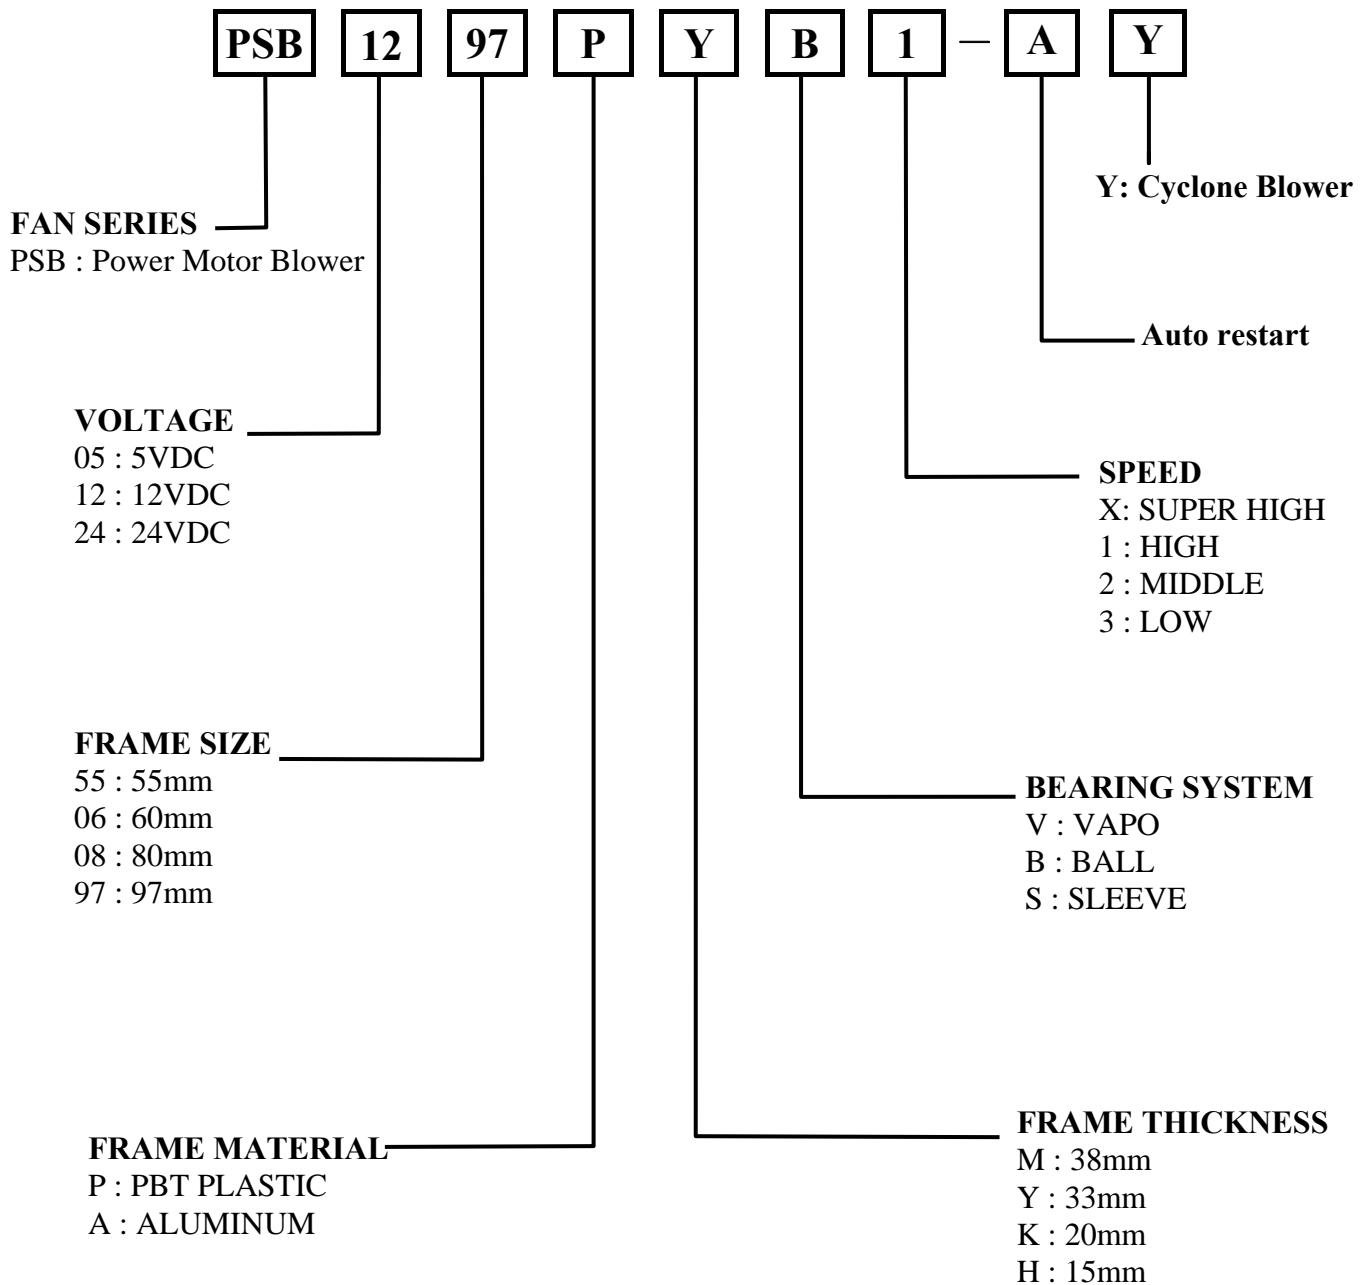 PSB 12 97 P Y B 1 – A Y
Y: Cyclone Blower
FAN SERIES
PSB : Power Motor Blower
Auto restart
VOLTAGE
05 : 5VDC
12 : 12VDC
24 : 24VDC
SPEED
X: SUPER HIGH
1 : HIGH
2 : MIDDLE
3 : LOW
FRAME SIZE
55 : 55mm
06 : 60mm
08 : 80mm
97 : 97mm
BEARING SYSTEM
V : VAPO
B : BALL
S : SLEEVE
FRAME MATERIAL
P : PBT PLASTIC
A : ALUMINUM
FRAME THICKNESS
M : 38mm
Y : 33mm
K : 20mm
H : 15mm